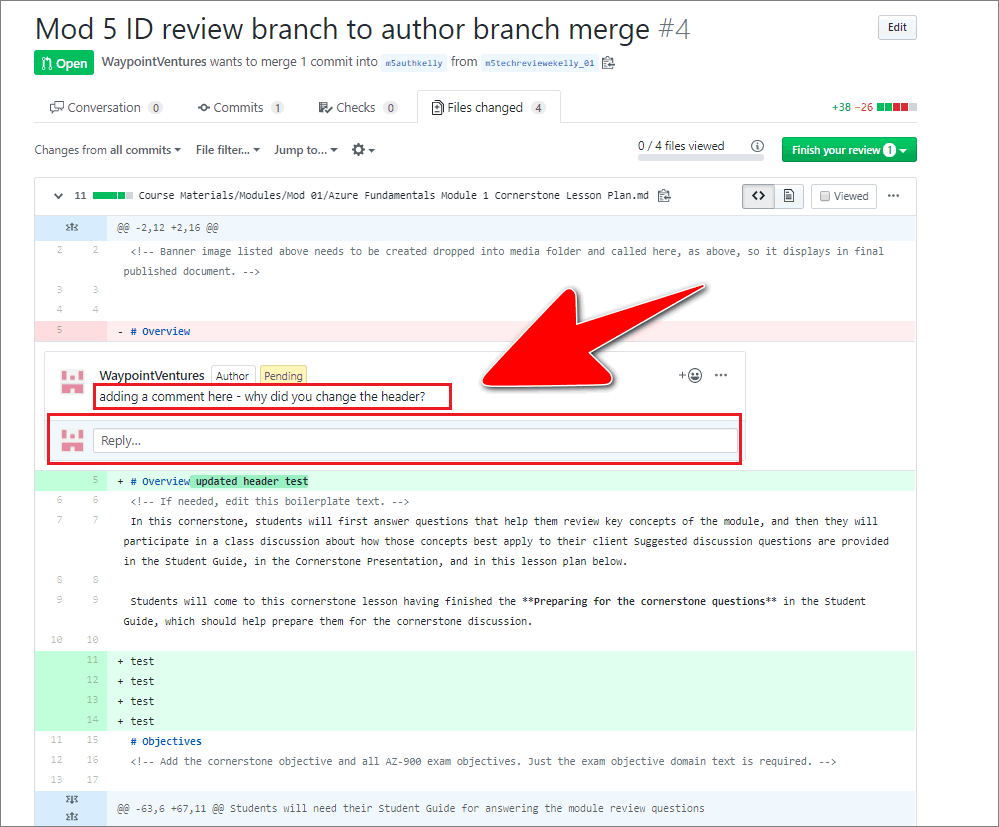 Mod 5 ID review branch to author branch merge #4
Edit
Open WaypointVentures wants to merge 1 commit into m5authkelly from m5techreviewekelly_01
Conversation 0 Commits 1 Checks 0 Files changed 4 +38 −26
Changes from all commits File filter... Jump to... 0 / 4 files viewed Finish your review 1
11 Course Materials/Modules/Mod 01/Azure Fundamentals Module 1 Cornerstone Lesson Plan.md <> Viewed ...
@@ -2,12 +2,16 @@
2 2 <!-- Banner image listed above needs to be created dropped into media folder and called here, as above, so it displays in final
published document. -->
3 3
4 4
5 - # Overview
WaypointVentures Author Pending
adding a comment here - why did you change the header?
Reply...
5 + # Overview updated header test
6 6 <!-- If needed, edit this boilerplate text. -->
7 7 In this cornerstone, students will first answer questions that help them review key concepts of the module, and then they will
participate in a class discussion about how those concepts best apply to their client Suggested discussion questions are provided
in the Student Guide, in the Cornerstone Presentation, and in this lesson plan below.
8 8
9 9 Students will come to this cornerstone lesson having finished the **Preparing for the cornerstone questions** in the Student
Guide, which should help prepare them for the cornerstone discussion.
10 10
11 + test
12 + test
13 + test
14 + test
11 15 # Objectives
12 16 <!-- Add the cornerstone objective and all AZ-900 exam objectives. Just the exam objective domain text is required. -->
13 17
@@ -63,6 +67,11 @@ Students will need their Student Guide for answering the module review questions